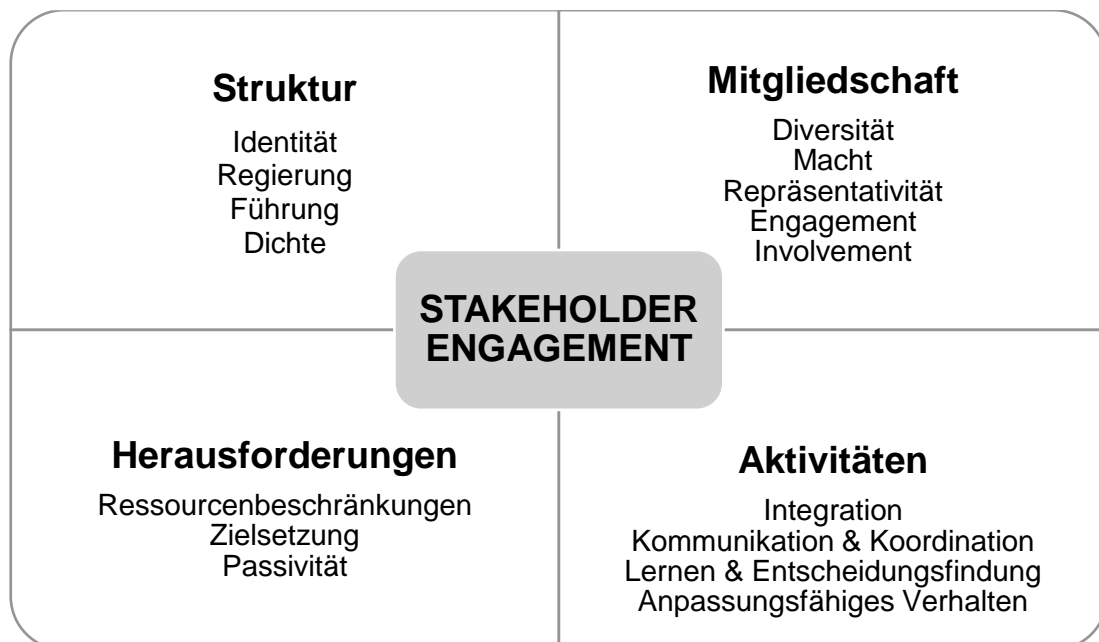 Struktur
Identität
Regierung
Führung
Dichte
Mitgliedschaft
Diversität
Macht
Repräsentativität
Engagement
Involvement
STAKEHOLDER
ENGAGEMENT
Herausforderungen
Ressourcenbeschränkungen
Zielsetzung
Passivität
Aktivitäten
Integration
Kommunikation & Koordination
Lernen & Entscheidungsfindung
Anpassungsfähiges Verhalten